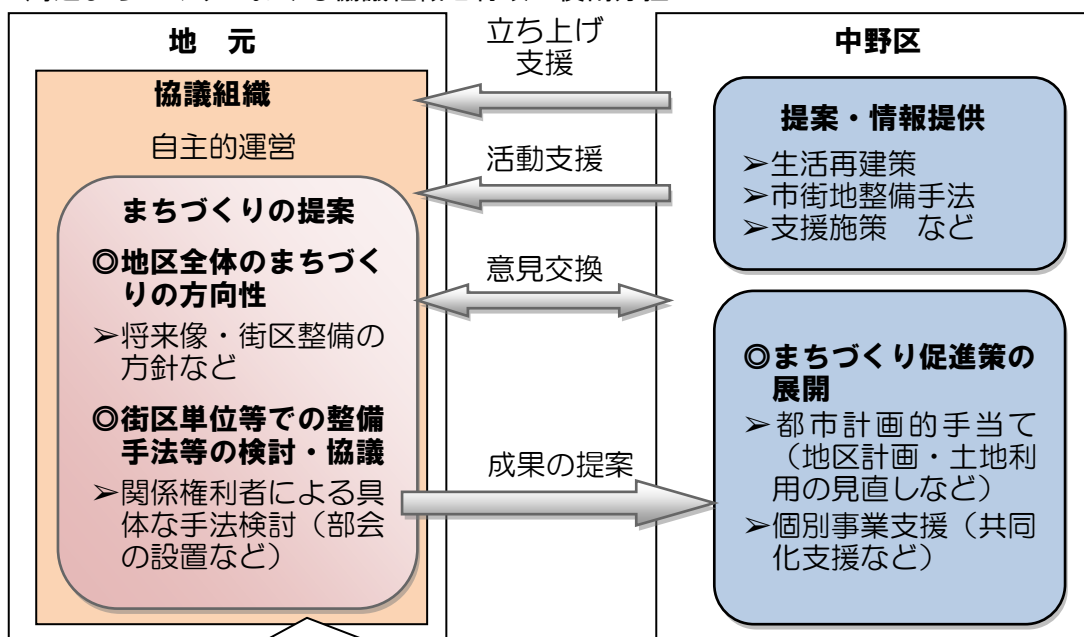 地　元
協議組織
自主的運営
まちづくりの提案
◎地区全体のまちづく
りの方向性
➢将来像・街区整備の
方針など
◎街区単位等での整備
手法等の検討・協議
➢関係権利者による具
体な手法検討（部会
の設置など）
立ち上げ
支援
活動支援
意見交換
成果の提案
中野区
提案・情報提供
➢生活再建策
➢市街地整備手法
➢支援施策　など
◎まちづくり促進策の
展開
➢都市計画的手当て
（地区計画・土地利
用の見直しなど）
➢個別事業支援（共同
化支援など）